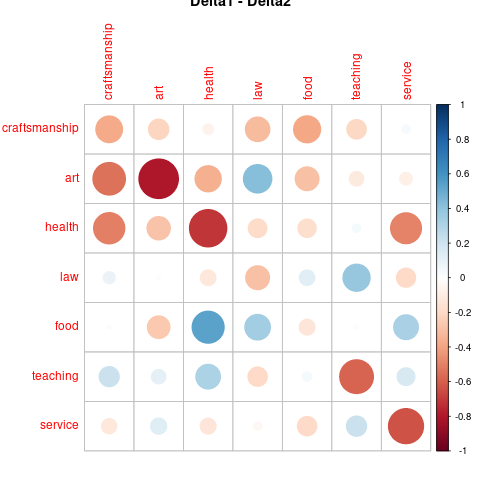 Delta1 - Delta2
craftsmanship
art
health
law
food
teaching
service
craftsmanship
art
health
law
food
teaching
service
1
0.8
0.6
0.4
0.2
0
-0.2
-0.4
-0.6
-0.8
-1